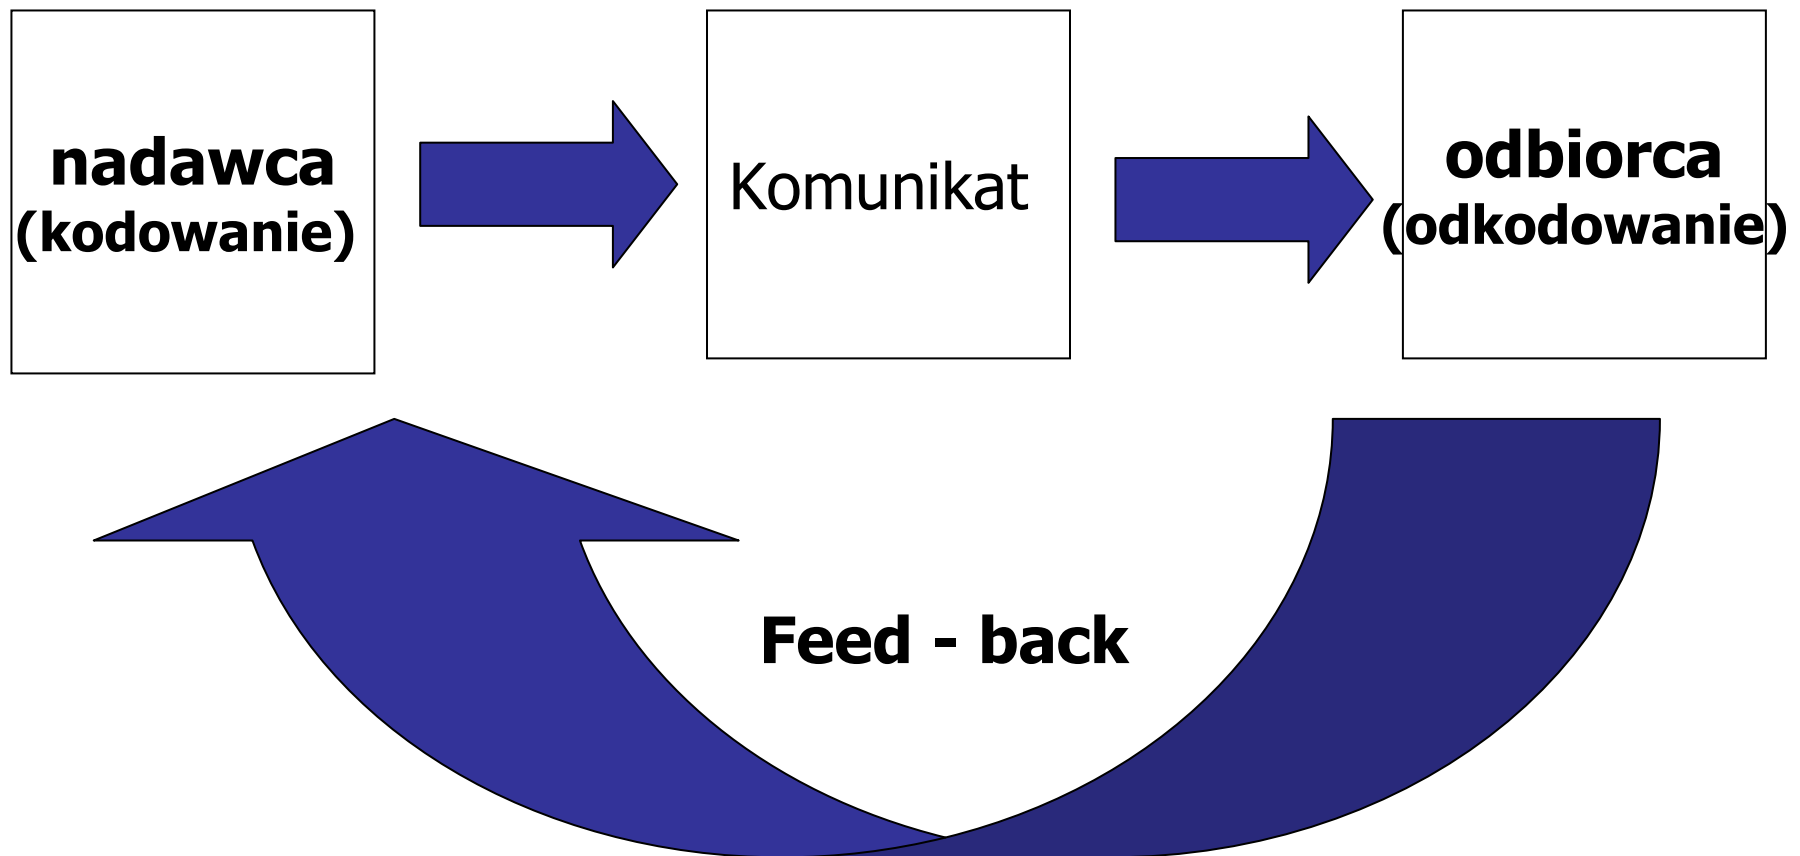 nadawca
(kodowanie)
Komunikat
odbiorca
(odkodowanie)
Feed - back